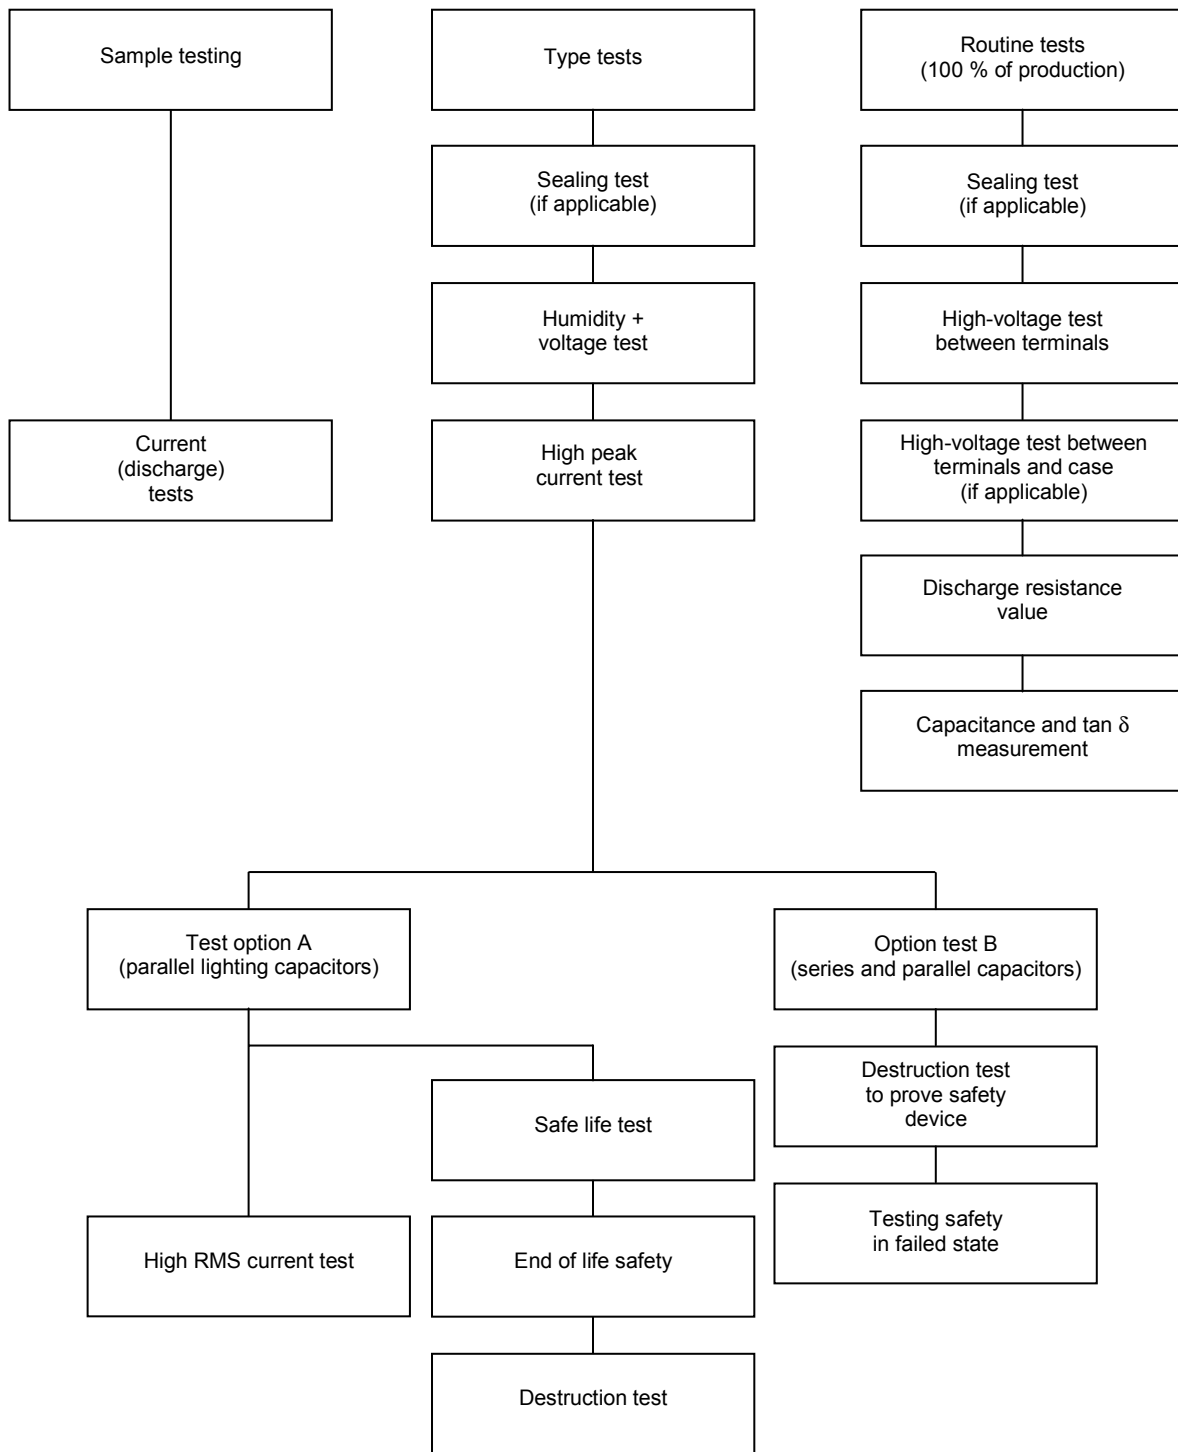 Sample testing
Type tests
Routine tests
(100 % of production)
Sealing test
(if applicable)
Sealing test
(if applicable)
Humidity +
voltage test
High-voltage test
between terminals
Current
(discharge)
tests
High peak
current test
High-voltage test between
terminals and case
(if applicable)
Discharge resistance
value
Capacitance and tan δ
measurement
Test option A
(parallel lighting capacitors)
Option test B
(series and parallel capacitors)
Safe life test
Destruction test
to prove safety
device
High RMS current test
End of life safety
Testing safety
in failed state
Destruction test